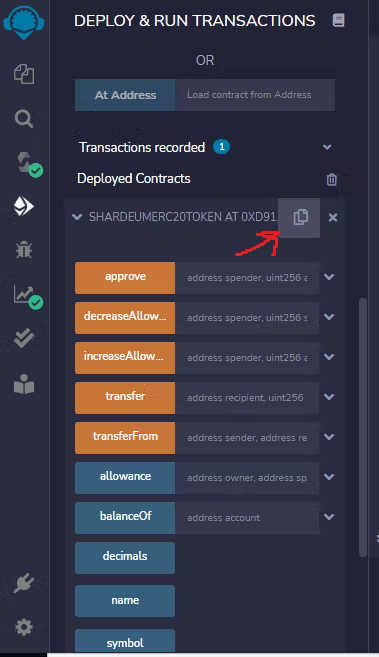 DEPLOY & RUN TRANSACTIONS
OR
At Address Load contract from Address
Transactions recorded 1
Deployed Contracts
SHARDEUMERC20TOKEN AT 0XD91
approve address spender, uint256 a
decreaseAllow... address spender, uint256 s
increaseAllow... address spender, uint256 a
transfer address recipient, uint256
transferFrom address sender, address re
allowance address owner, address sp
balanceOf address account
decimals
name
symbol